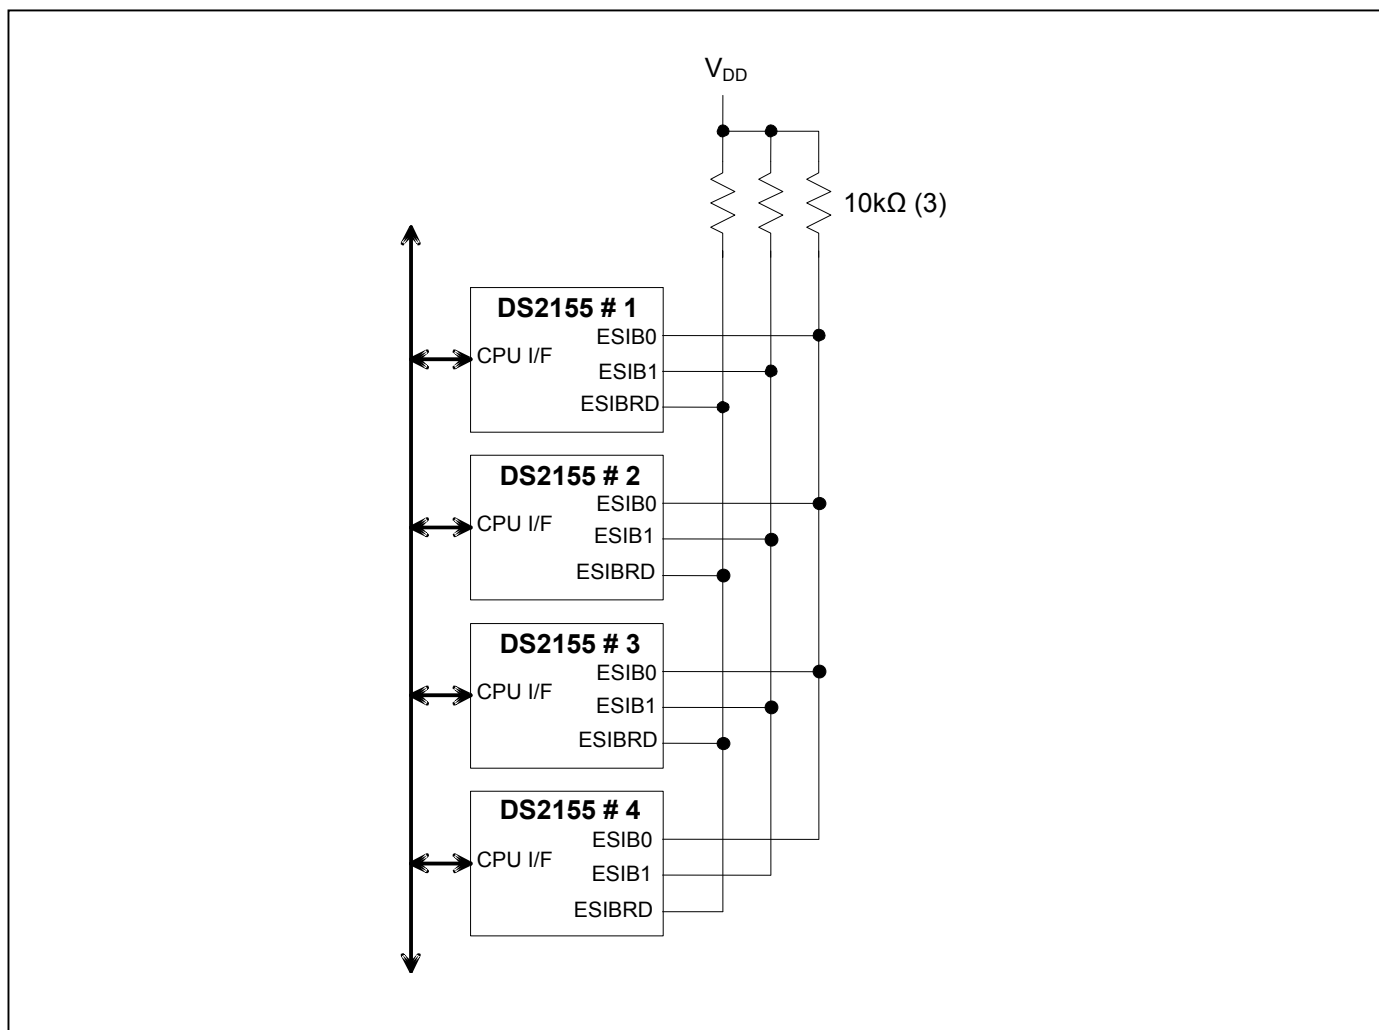 VDD
10kΩ (3)
DS2155 # 1
ESIB0
CPU I/F
ESIB1
ESIBRD
DS2155 # 2
ESIB0
CPU I/F
ESIB1
ESIBRD
DS2155 # 3
ESIB0
CPU I/F
ESIB1
ESIBRD
DS2155 # 4
ESIB0
CPU I/F
ESIB1
ESIBRD